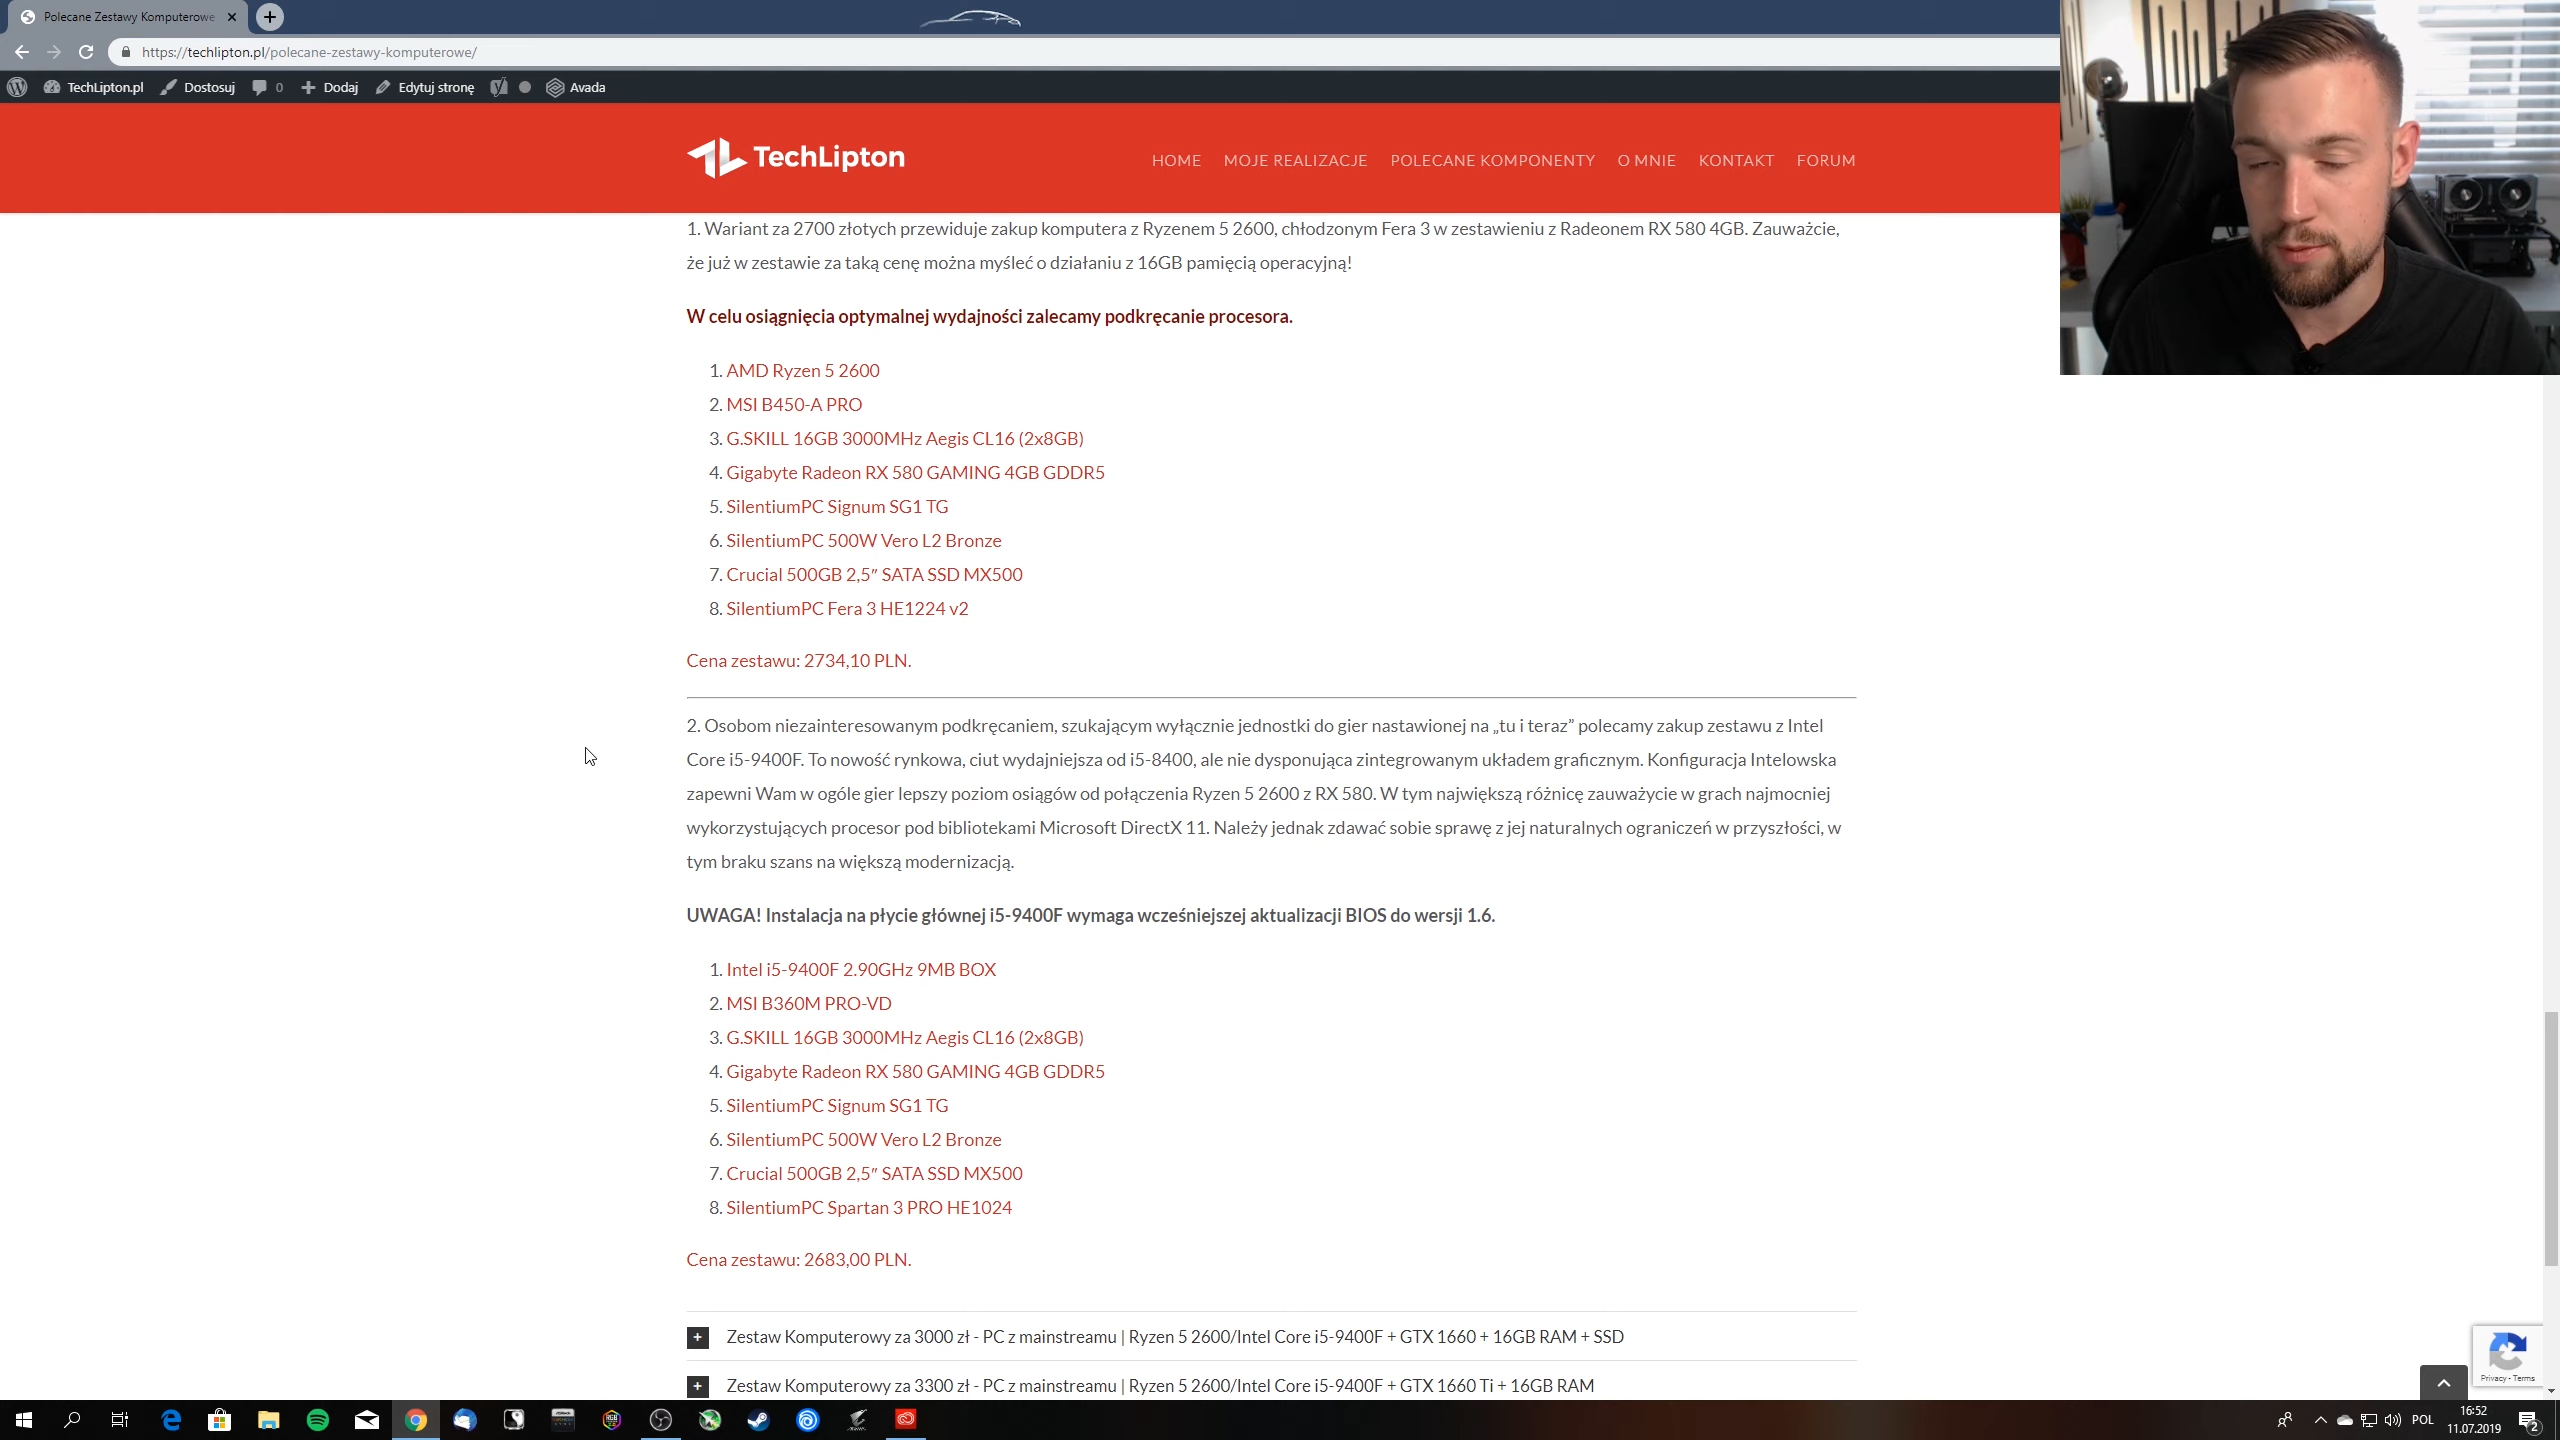 Polecane Zestawy Komputerowe
https://techlipton.pl/polecane-zestawy-komputerowe/
TechLipton.pl Dostosuj 0 Dodaj Edytuj stronę Avada
TechLipton
HOME MOJE REALIZACJE POLECANE KOMPONENTY O MNIE KONTAKT FORUM
1. Wariant za 2700 złotych przewiduje zakup komputera z Ryzenem 5 2600, chłodzonym Fera 3 w zestawieniu z Radeonem RX 580 4GB. Zauważcie,
że już w zestawie za taką cenę można myśleć o działaniu z 16GB pamięcią operacyjną!
W celu osiągnięcia optymalnej wydajności zalecamy podkręcanie procesora.
1. AMD Ryzen 5 2600
2. MSI B450-A PRO
3. G.SKILL 16GB 3000MHz Aegis CL16 (2x8GB)
4. Gigabyte Radeon RX 580 GAMING 4GB GDDR5
5. SilentiumPC Signum SG1 TG
6. SilentiumPC 500W Vero L2 Bronze
7. Crucial 500GB 2,5″ SATA SSD MX500
8. SilentiumPC Fera 3 HE1224 v2
Cena zestawu: 2734,10 PLN.
2. Osobom niezainteresowanym podkręcaniem, szukającym wyłącznie jednostki do gier nastawionej na „tu i teraz” polecamy zakup zestawu z Intel
Core i5-9400F. To nowość rynkowa, ciut wydajniejsza od i5-8400, ale nie dysponująca zintegrowanym układem graficznym. Konfiguracja Intelowska
zapewni Wam w ogóle gier lepszy poziom osiągów od połączenia Ryzen 5 2600 z RX 580. W tym największą różnicę zauważycie w grach najmocniej
wykorzystujących procesor pod bibliotekami Microsoft DirectX 11. Należy jednak zdawać sobie sprawę z jej naturalnych ograniczeń w przyszłości, w
tym braku szans na większą modernizacją.
UWAGA! Instalacja na płycie głównej i5-9400F wymaga wcześniejszej aktualizacji BIOS do wersji 1.6.
1. Intel i5-9400F 2.90GHz 9MB BOX
2. MSI B360M PRO-VD
3. G.SKILL 16GB 3000MHz Aegis CL16 (2x8GB)
4. Gigabyte Radeon RX 580 GAMING 4GB GDDR5
5. SilentiumPC Signum SG1 TG
6. SilentiumPC 500W Vero L2 Bronze
7. Crucial 500GB 2,5″ SATA SSD MX500
8. SilentiumPC Spartan 3 PRO HE1024
Cena zestawu: 2683,00 PLN.
Zestaw Komputerowy za 3000 zł - PC z mainstreamu | Ryzen 5 2600/Intel Core i5-9400F + GTX 1660 + 16GB RAM + SSD
Zestaw Komputerowy za 3300 zł - PC z mainstreamu | Ryzen 5 2600/Intel Core i5-9400F + GTX 1660 Ti + 16GB RAM
Privacy - Terms
POL
16:52
11.07.2019
2